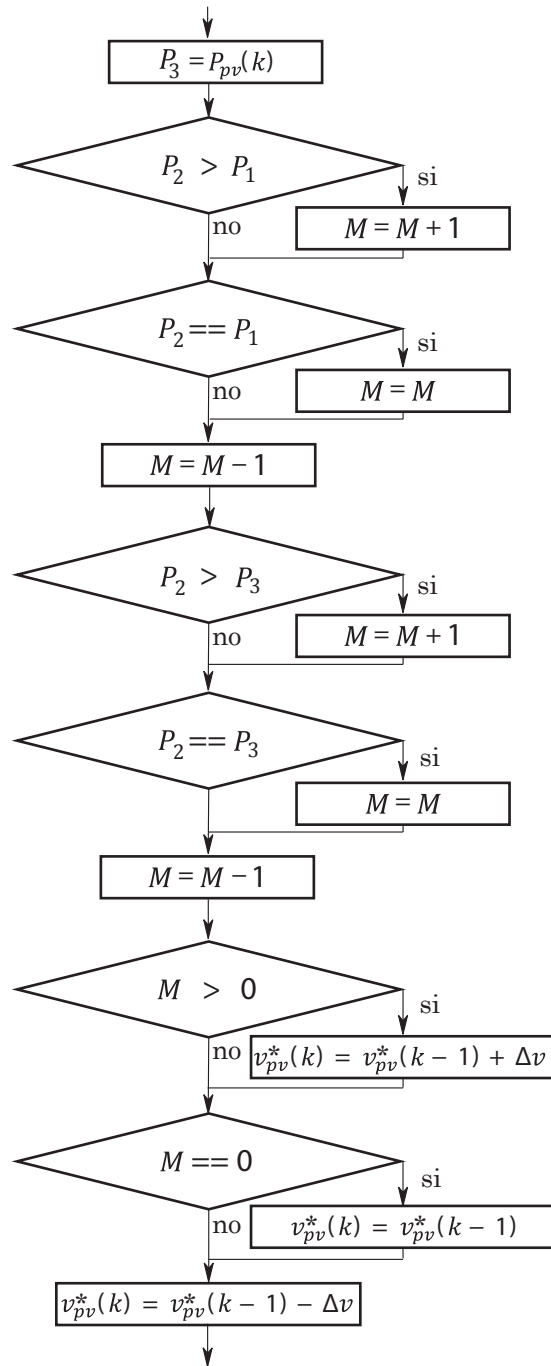 P₃ = Pₚᵥ(k)
P₂ > P₁
si
no
M = M + 1
P₂ == P₁
si
no
M = M
M = M − 1
P₂ > P₃
si
no
M = M + 1
P₂ == P₃
si
M = M
M = M − 1
M > 0
si
no
v*ₚᵥ(k) = v*ₚᵥ(k − 1) + Δv
M == 0
si
no
v*ₚᵥ(k) = v*ₚᵥ(k − 1)
v*ₚᵥ(k) = v*ₚᵥ(k − 1) − Δv